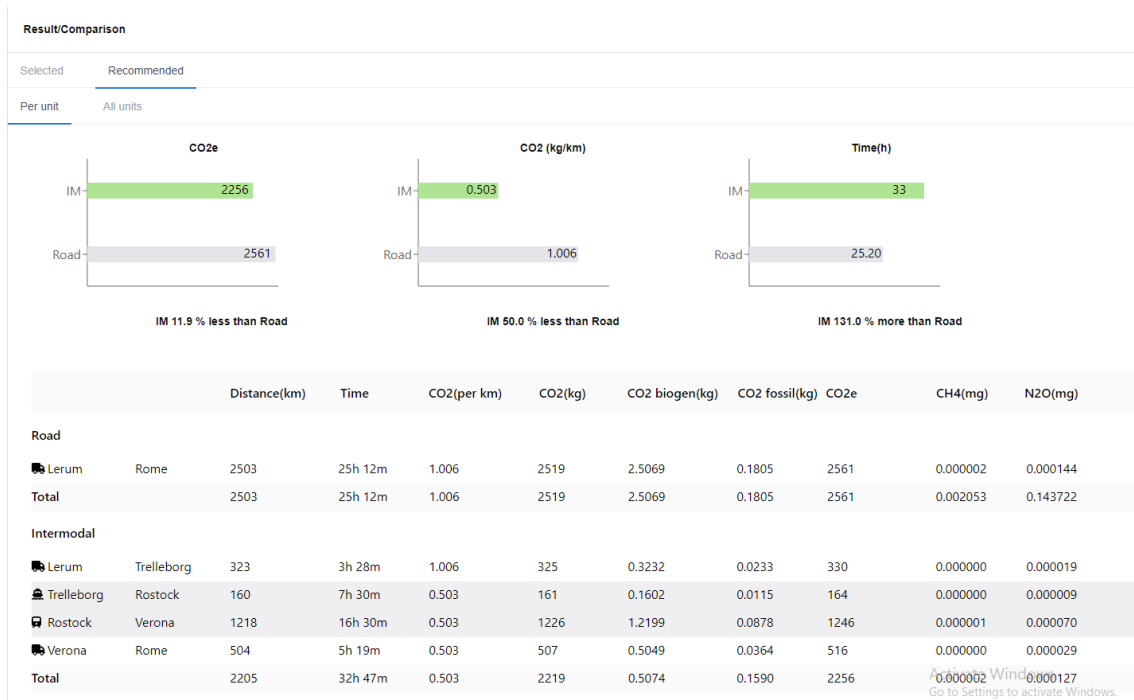 Result/Comparison
Selected Recommended
Per unit All units
CO2e CO2 (kg/km) Time(h)
IM 2256 IM 0.503 IM 33
Road 2561 Road 1.006 Road 25.20
IM 11.9 % less than Road IM 50.0 % less than Road IM 131.0 % more than Road
Distance(km) Time CO2(per km) CO2(kg) CO2 biogen(kg) CO2 fossil(kg) CO2e CH4(mg) N2O(mg)
Road
Lerum Rome 2503 25h 12m 1.006 2519 2.5069 0.1805 2561 0.000002 0.000144
Total 2503 25h 12m 1.006 2519 2.5069 0.1805 2561 0.002053 0.143722
Intermodal
Lerum Trelleborg 323 3h 28m 1.006 325 0.3232 0.0233 330 0.000000 0.000019
Trelleborg Rostock 160 7h 30m 0.503 161 0.1602 0.0115 164 0.000000 0.000009
Rostock Verona 1218 16h 30m 0.503 1226 1.2199 0.0878 1246 0.000001 0.000070
Verona Rome 504 5h 19m 0.503 507 0.5049 0.0364 516 0.000000 0.000029
Total 2205 32h 47m 0.503 2219 0.5074 0.1590 2256 0.000002 0.000127
Activate Windows
Go to Settings to activate Windows.